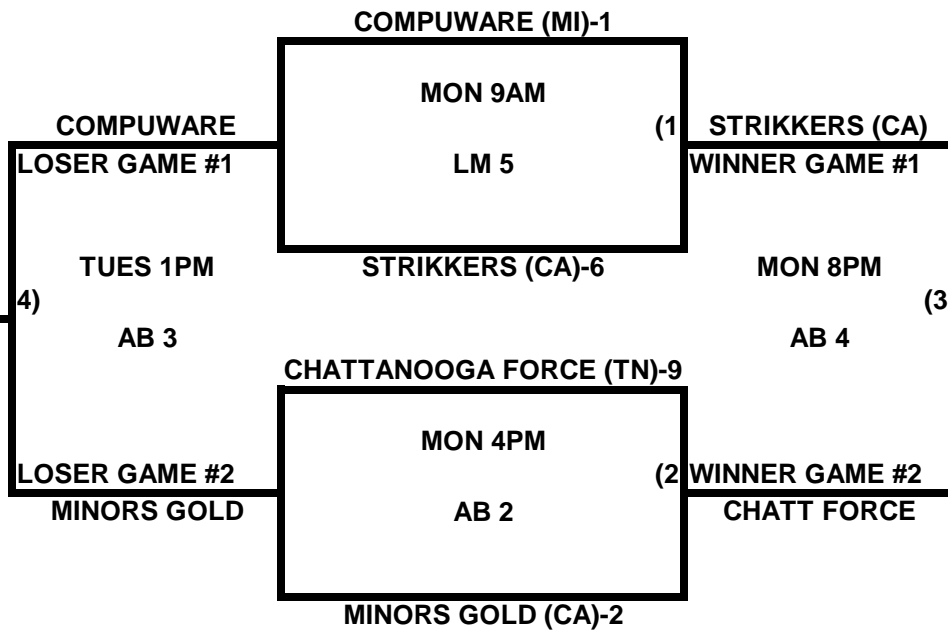 COMPUWARE (MI)-1
MON 9AM
COMPUWARE
(1
STRIKKERS (CA)
LOSER GAME #1
LM 5
WINNER GAME #1
TUES 1PM
STRIKKERS (CA)-6
MON 8PM
4)
(3
AB 3
AB 4
CHATTANOOGA FORCE (TN)-9
MON 4PM
LOSER GAME #2
(2
WINNER GAME #2
MINORS GOLD
AB 2
CHATT FORCE
MINORS GOLD (CA)-2